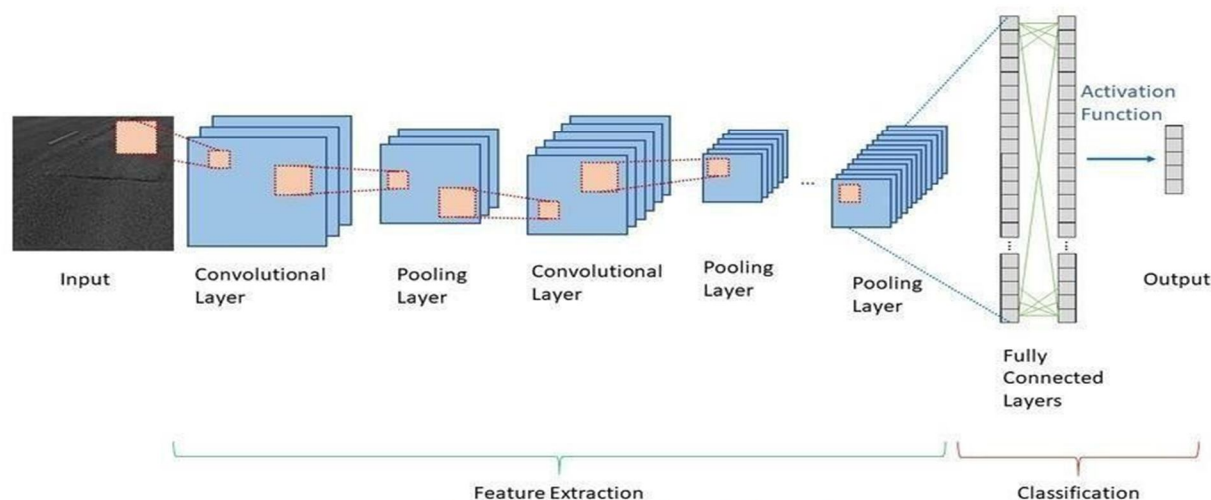 Activation
Function
Input
Convolutional
Layer
Pooling
Layer
Convolutional
Layer
Pooling
Layer
...
Pooling
Layer
Output
Fully
Connected
Layers
Feature Extraction
Classification